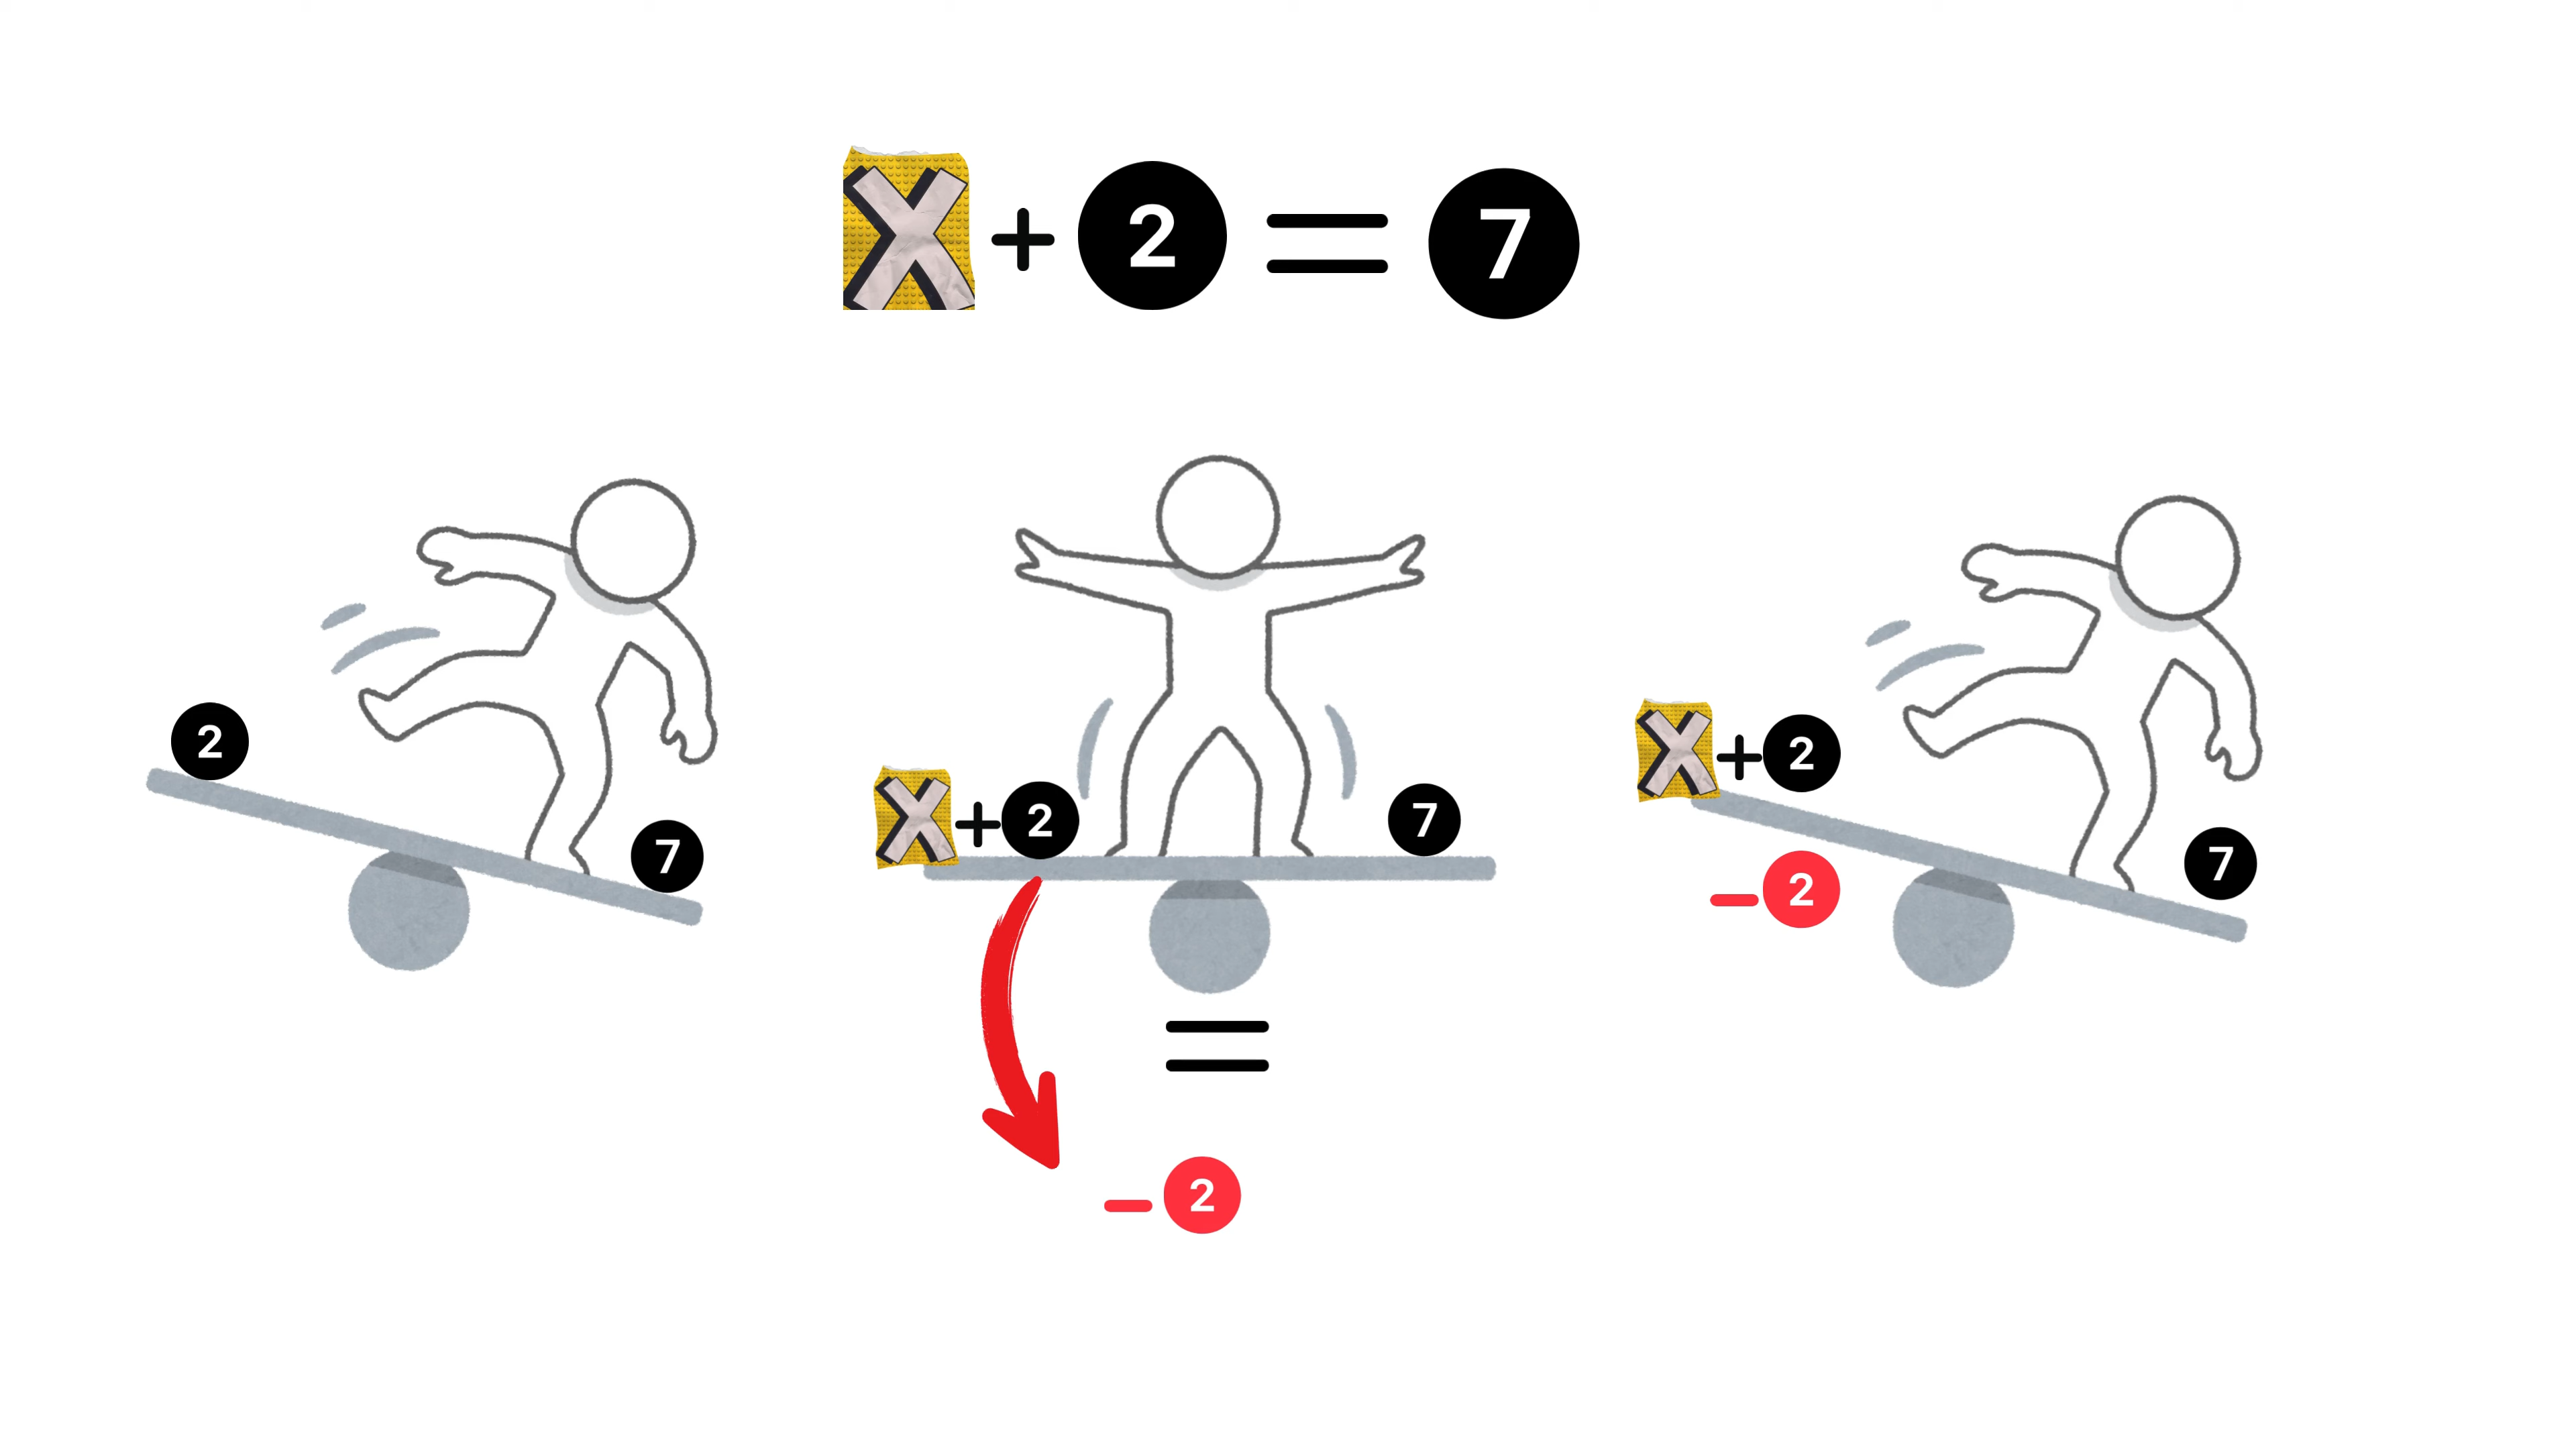 X + 2 = 7
2
7
X + 2
7
=
– 2
X + 2
– 2
7